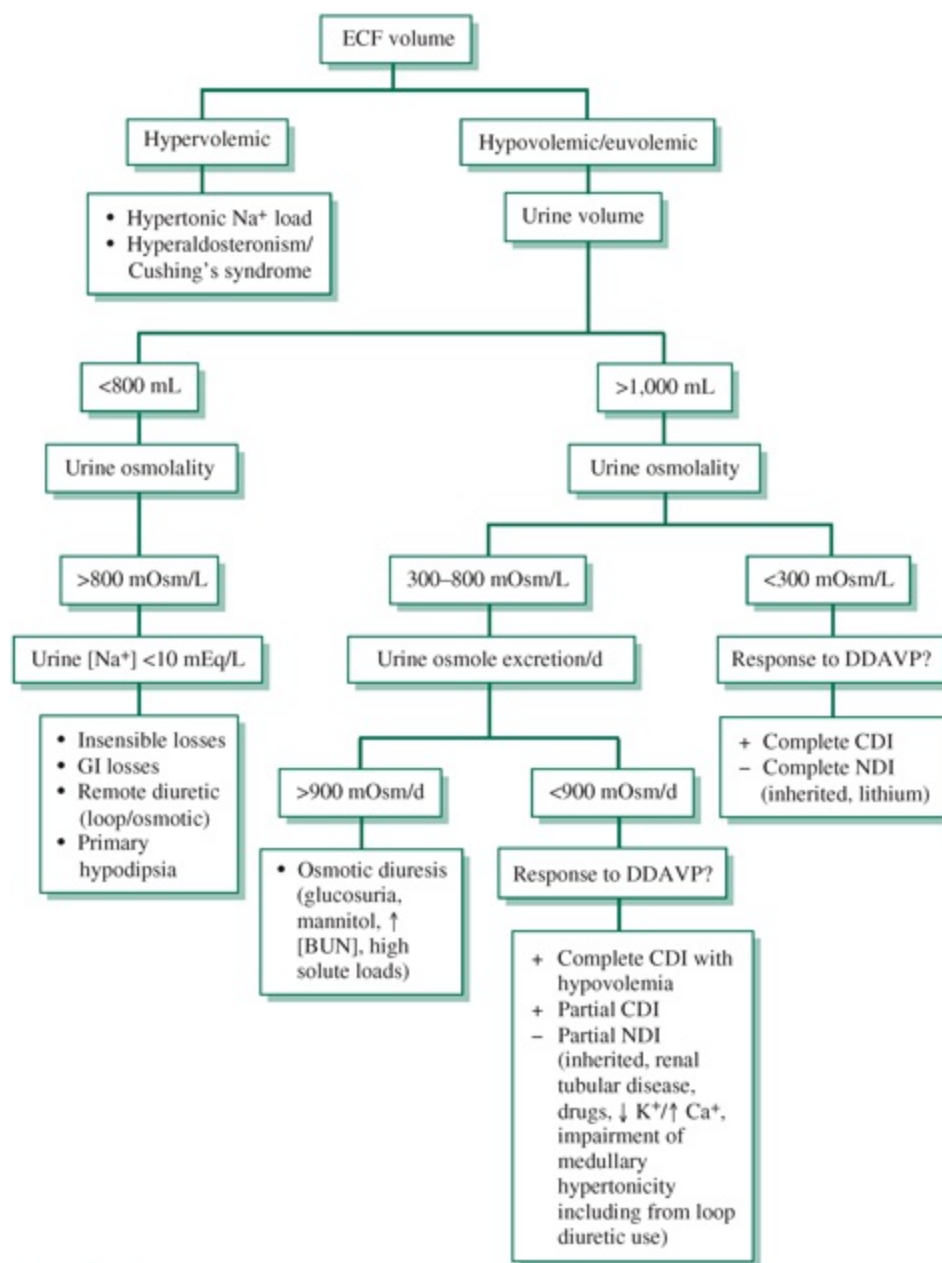 ECF volume
Hypervolemic
Hypovolemic/euvolemic
• Hypertonic Na⁺ load
• Hyperaldosteronism/
Cushing's syndrome
Urine volume
<800 mL
>1,000 mL
Urine osmolality
Urine osmolality
>800 mOsm/L
300–800 mOsm/L
<300 mOsm/L
Urine [Na⁺] <10 mEq/L
Urine osmole excretion/d
Response to DDAVP?
• Insensible losses
• GI losses
• Remote diuretic
(loop/osmotic)
• Primary
hypodipsia
+ Complete CDI
− Complete NDI
(inherited, lithium)
>900 mOsm/d
<900 mOsm/d
• Osmotic diuresis
(glucosuria,
mannitol, ↑
[BUN], high
solute loads)
Response to DDAVP?
+ Complete CDI with
hypovolemia
+ Partial CDI
− Partial NDI
(inherited, renal
tubular disease,
drugs, ↓ K⁺/↑ Ca⁺,
impairment of
medullary
hypertonicity
including from loop
diuretic use)